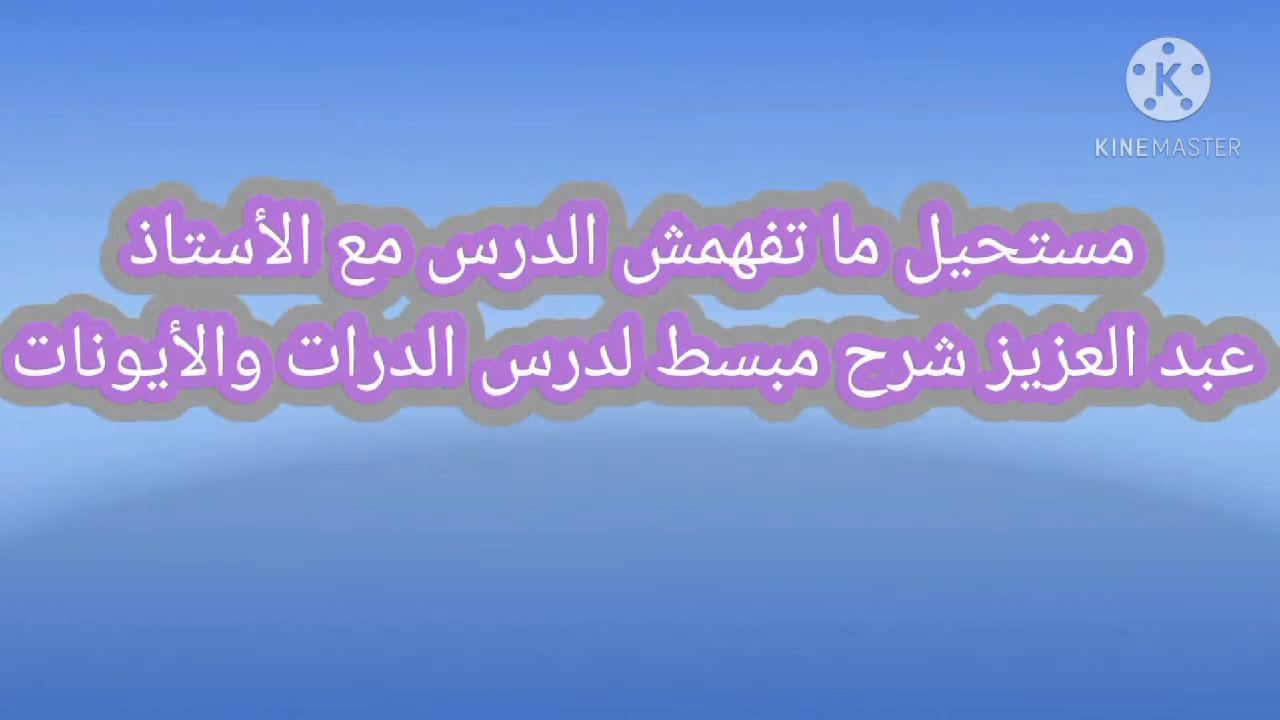 KINEMASTER
مستحيل ما تفهمش الدرس مع الأستاذ
عبد العزيز شرح مبسط لدرس الدرات والأيونات